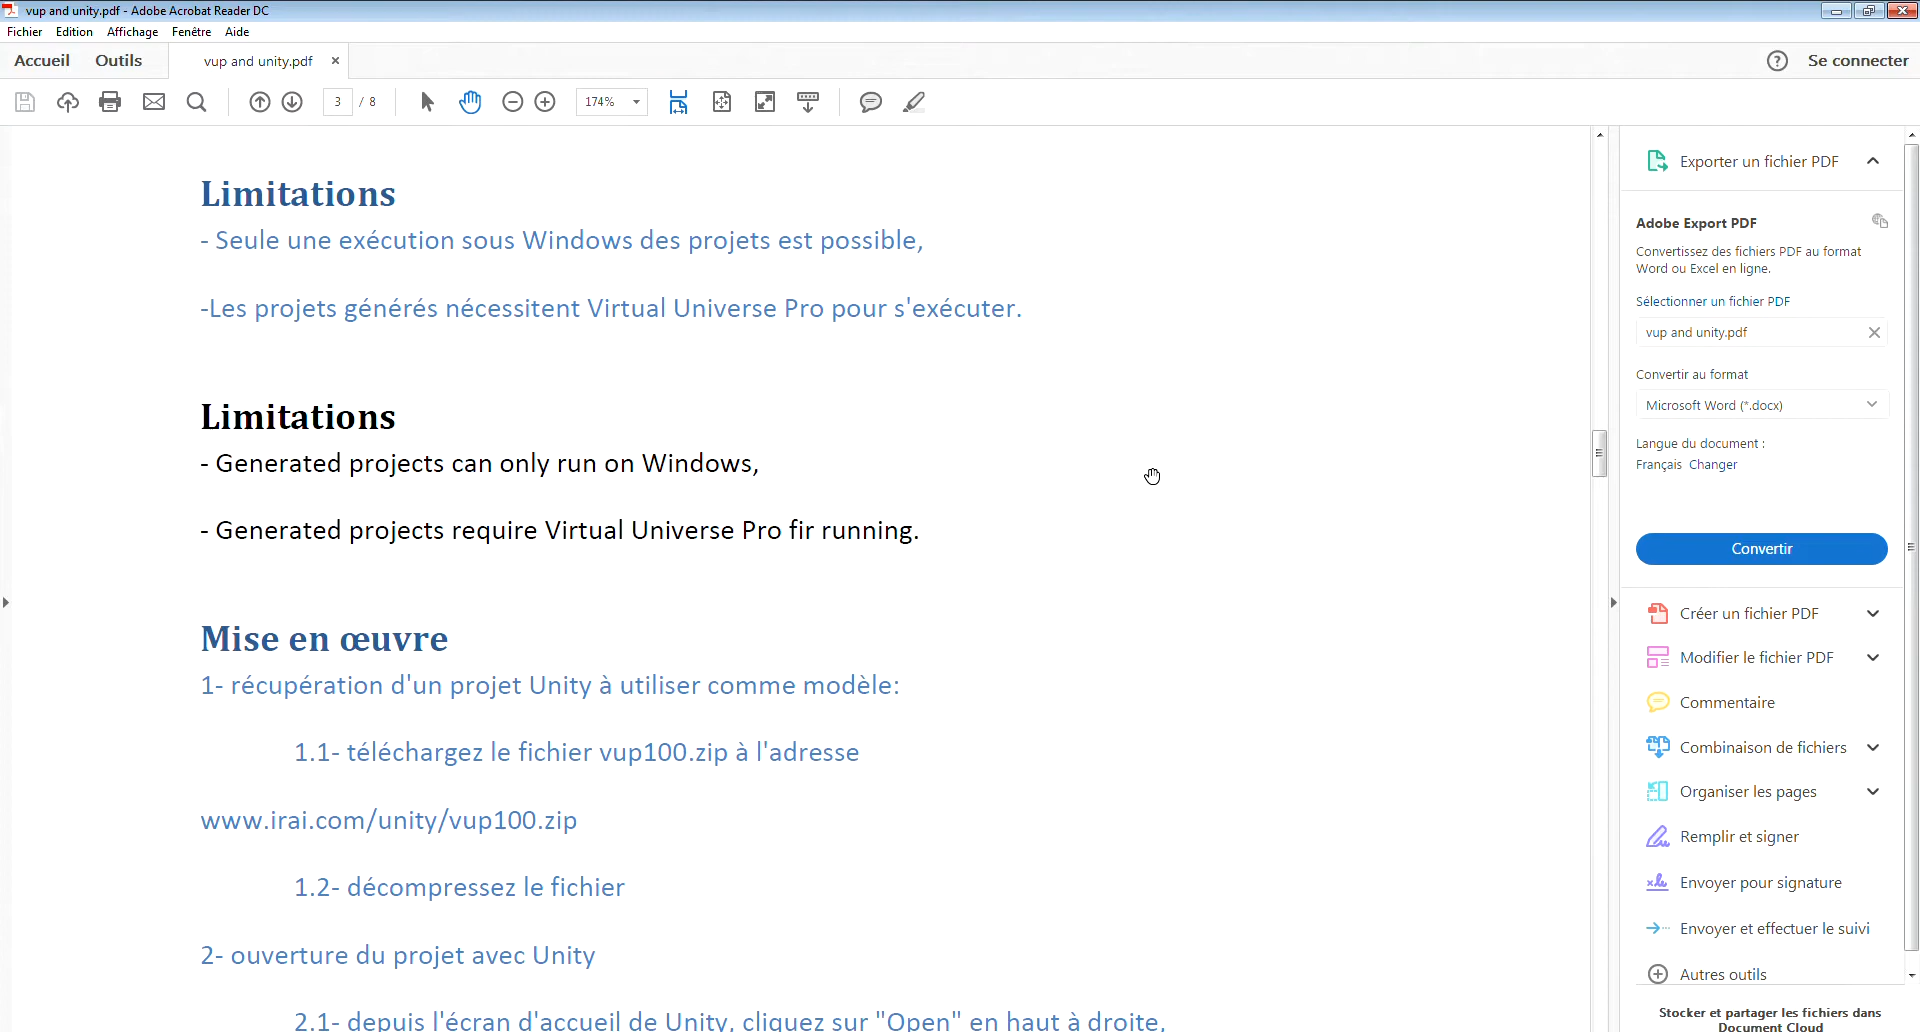 vup and unity.pdf - Adobe Acrobat Reader DC
Fichier Edition Affichage Fenêtre Aide
Accueil Outils vup and unity.pdf × ? Se connecter
3 / 8 174%
Limitations
- Seule une exécution sous Windows des projets est possible,
-Les projets générés nécessitent Virtual Universe Pro pour s'exécuter.
Limitations
- Generated projects can only run on Windows,
- Generated projects require Virtual Universe Pro fir running.
Mise en œuvre
1- récupération d'un projet Unity à utiliser comme modèle:
1.1- téléchargez le fichier vup100.zip à l'adresse
www.irai.com/unity/vup100.zip
1.2- décompressez le fichier
2- ouverture du projet avec Unity
2.1- depuis l'écran d'accueil de Unity, cliquez sur "Open" en haut à droite,
Exporter un fichier PDF
Adobe Export PDF
Convertissez des fichiers PDF au format
Word ou Excel en ligne.
Sélectionner un fichier PDF
vup and unity.pdf
Convertir au format
Microsoft Word (*.docx)
Langue du document :
Français Changer
Convertir
Créer un fichier PDF
Modifier le fichier PDF
Commentaire
Combinaison de fichiers
Organiser les pages
Remplir et signer
Envoyer pour signature
Envoyer et effectuer le suivi
Autres outils
Stocker et partager les fichiers dans
Document Cloud